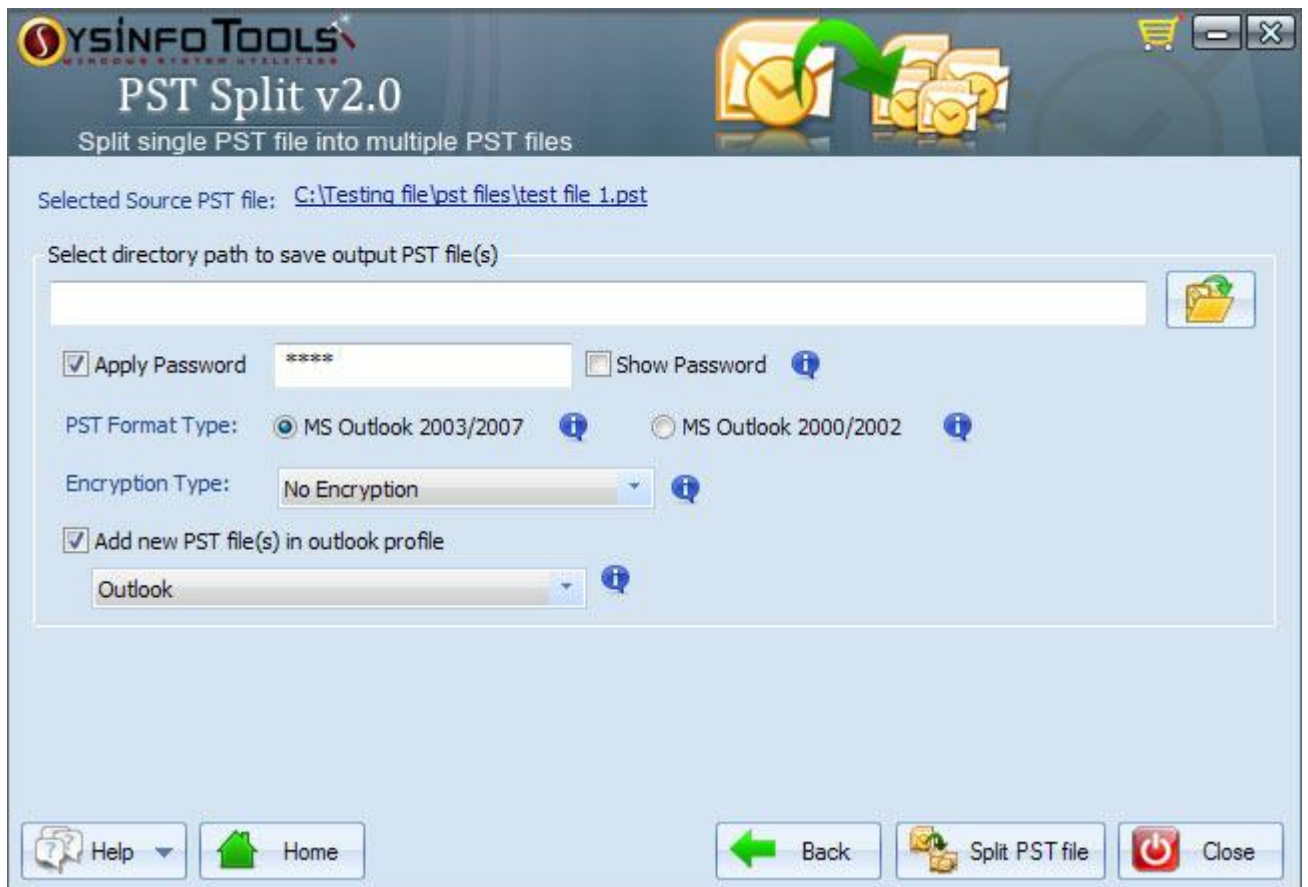 SYSINFO TOOLS
WINDOWS SYSTEM UTILITIES
PST Split v2.0
Split single PST file into multiple PST files
Selected Source PST file: C:\Testing file\pst files\test file 1.pst
Select directory path to save output PST file(s)
Apply Password **** Show Password
PST Format Type: MS Outlook 2003/2007 MS Outlook 2000/2002
Encryption Type: No Encryption
Add new PST file(s) in outlook profile
Outlook
Help Home Back Split PST file Close